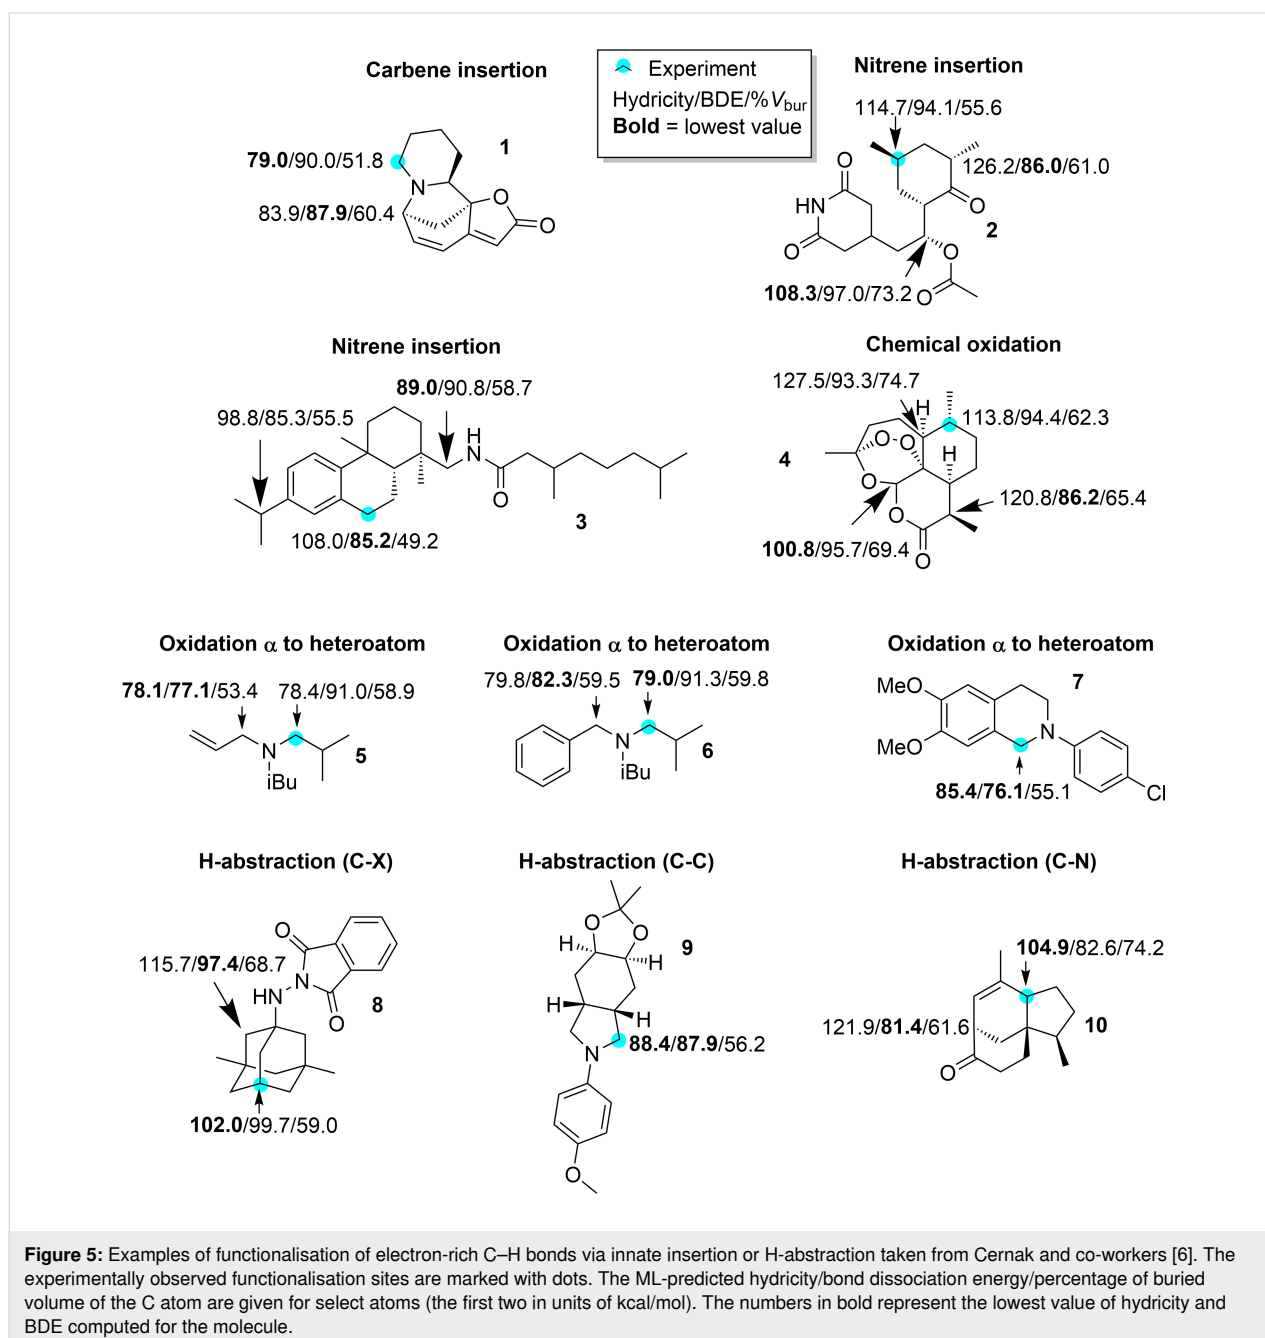 Carbene insertion
Experiment
Hydricity/BDE/%Vbur
Bold = lowest value
Nitrene insertion
79.0/90.0/51.8
1
N
O
O
83.9/87.9/60.4
114.7/94.1/55.6
126.2/86.0/61.0
O
O
HN
O
2
O
108.3/97.0/73.2
O
Nitrene insertion
89.0/90.8/58.7
98.8/85.3/55.5
H
N
O
3
108.0/85.2/49.2
Chemical oxidation
127.5/93.3/74.7
H
113.8/94.4/62.3
4
O
O
H
O
O
120.8/86.2/65.4
100.8/95.7/69.4
O
Oxidation α to heteroatom
78.1/77.1/53.4
78.4/91.0/58.9
N
5
iBu
Oxidation α to heteroatom
79.8/82.3/59.5
79.0/91.3/59.8
N
6
iBu
Oxidation α to heteroatom
7
MeO
MeO
N
85.4/76.1/55.1
Cl
H-abstraction (C-X)
O
115.7/97.4/68.7
N
HN
8
O
102.0/99.7/59.0
H-abstraction (C-C)
O
O
9
H
H
H
H
88.4/87.9/56.2
N
O
H-abstraction (C-N)
104.9/82.6/74.2
121.9/81.4/61.6
10
O
Figure 5: Examples of functionalisation of electron-rich C–H bonds via innate insertion or H-abstraction taken from Cernak and co-workers [6]. The
experimentally observed functionalisation sites are marked with dots. The ML-predicted hydricity/bond dissociation energy/percentage of buried
volume of the C atom are given for select atoms (the first two in units of kcal/mol). The numbers in bold represent the lowest value of hydricity and
BDE computed for the molecule.